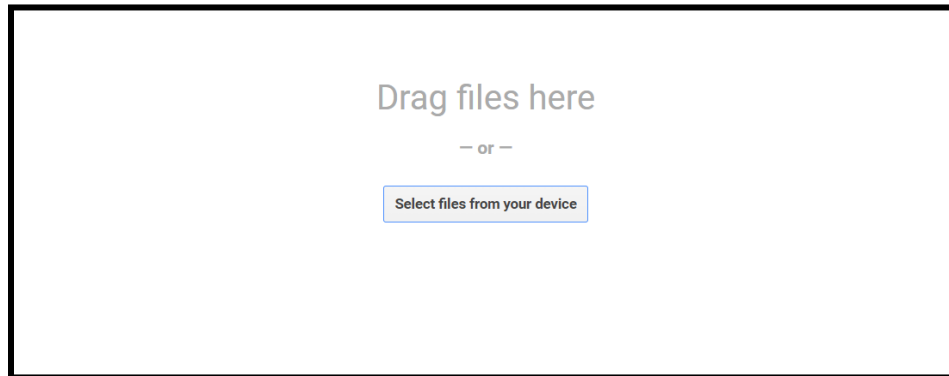 Drag files here
— or —
Select files from your device